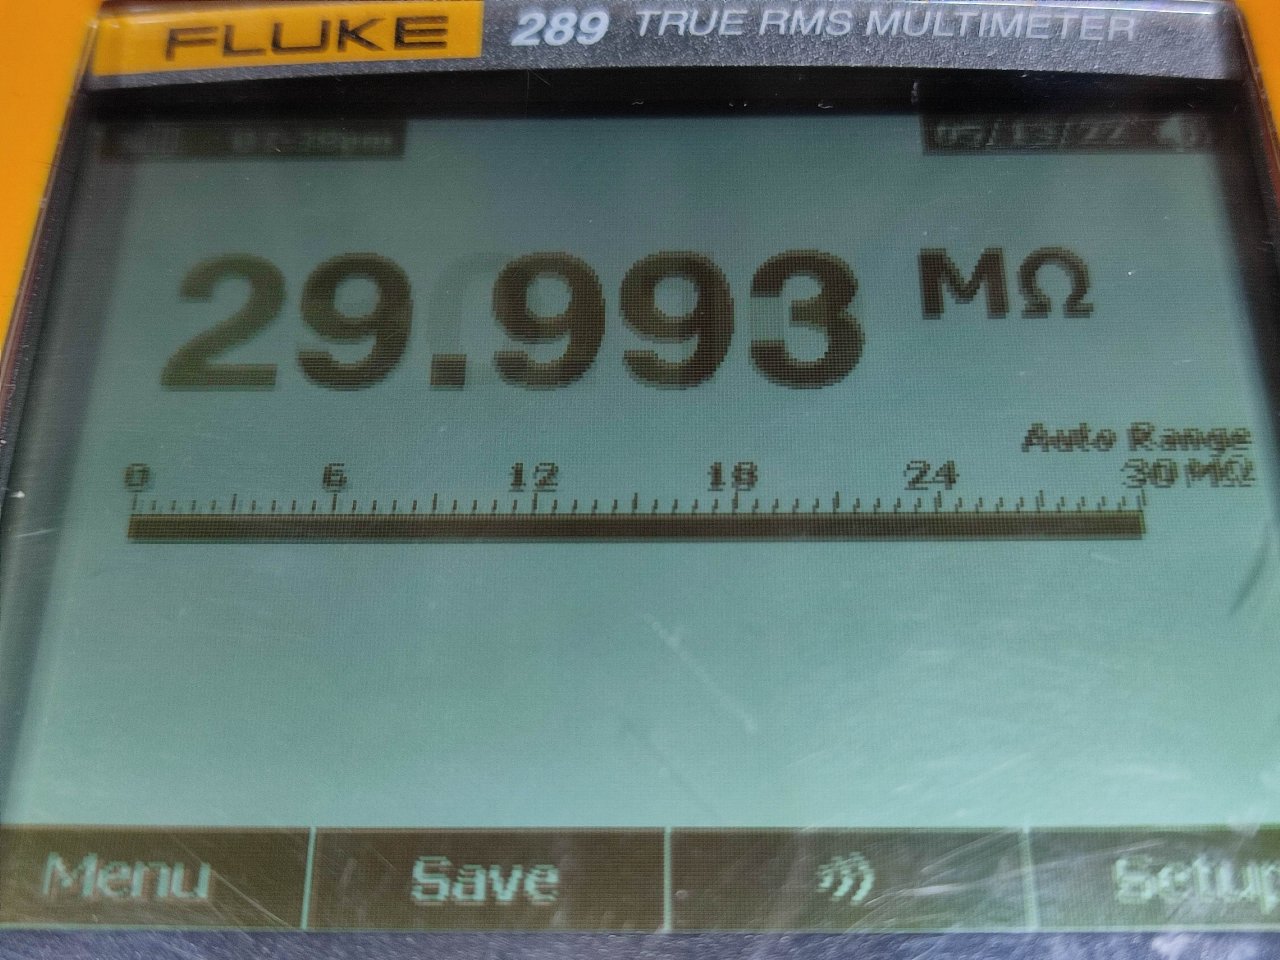 FLUKE 289 TRUE RMS MULTIMETER
29.993 MΩ
Auto Range
0 6 12 18 24 30 MΩ
Menu Save Setup